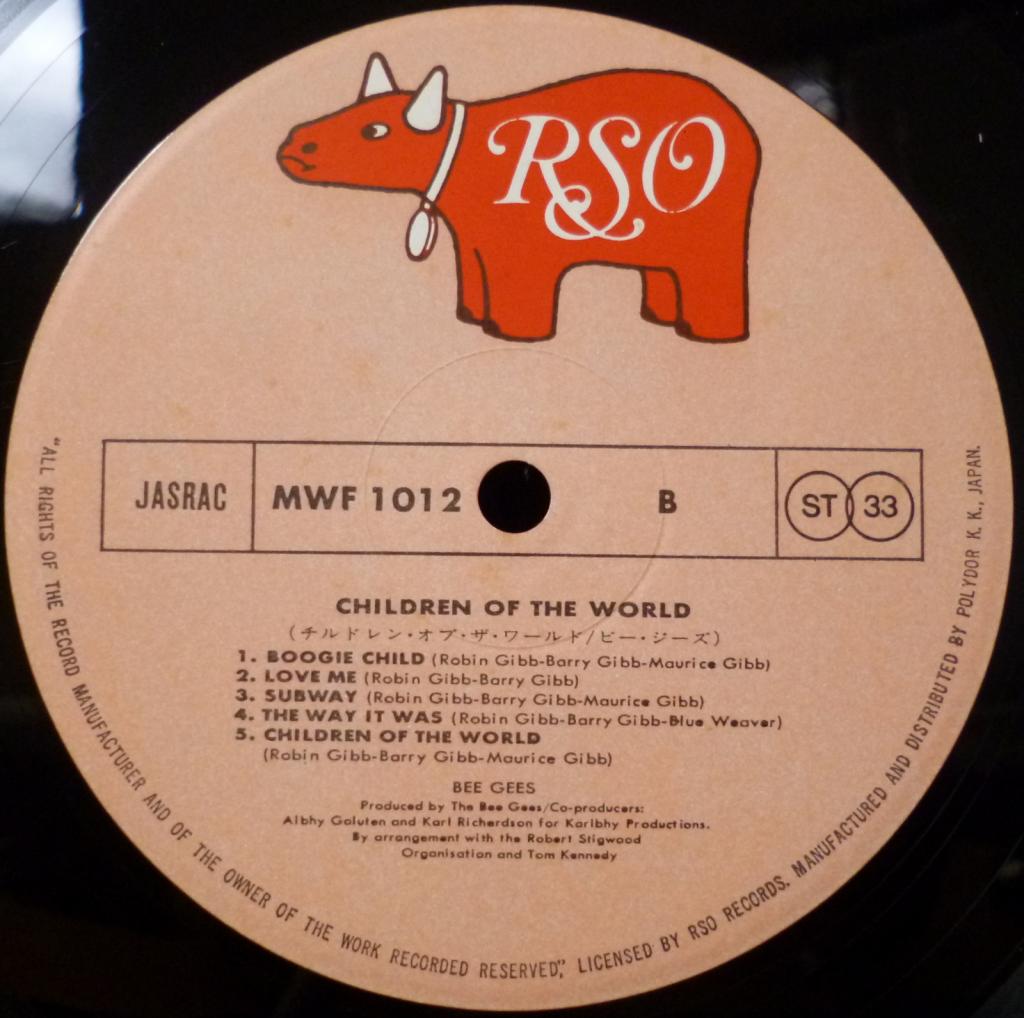 RSO
JASRAC
MWF 1012
B
ST 33
CHILDREN OF THE WORLD
(チルドレン・オブ・ザ・ワールド/ビー・ジーズ)
1. BOOGIE CHILD (Robin Gibb-Barry Gibb-Maurice Gibb)
2. LOVE ME (Robin Gibb-Barry Gibb)
3. SUBWAY (Robin Gibb-Barry Gibb-Maurice Gibb)
4. THE WAY IT WAS (Robin Gibb-Barry Gibb-Blue Weaver)
5. CHILDREN OF THE WORLD
(Robin Gibb-Barry Gibb-Maurice Gibb)
BEE GEES
Produced by The Bee Gees/Co-producers:
Albhy Galuten and Karl Richardson for Karlbhy Productions.
By arrangement with the Robert Stigwood
Organisation and Tom Kennedy
"ALL RIGHTS OF THE RECORD MANUFACTURER AND OF THE OWNER OF THE WORK RECORDED RESERVED", LICENSED BY RSO RECORDS. MANUFACTURED AND DISTRIBUTED BY POLYDOR K. K., JAPAN.